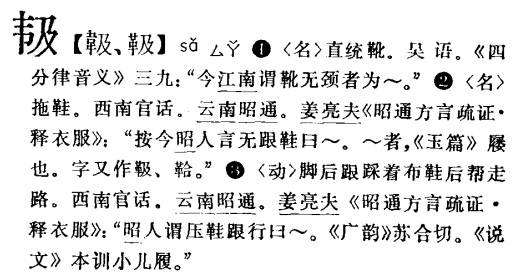 【、靸】 sǎ ㄙㄚˇ ❶〈名〉直统靴。吴语。《四
分律音义》三九：“今江南谓靴无颈者为～。” ❷〈名〉
拖鞋。西南官话。云南昭通。姜亮夫《昭通方言疏证·
释衣服》：“按今昭人言无跟鞋曰～。～者，《玉篇》屦
也。字又作靸、鞈。” ❸〈动〉脚后跟踩着布鞋后帮走
路。西南官话。云南昭通。姜亮夫《昭通方言疏证·
释衣服》：“昭人谓压鞋跟行曰～。《广韵》苏合切。《说
文》本训小儿履。”